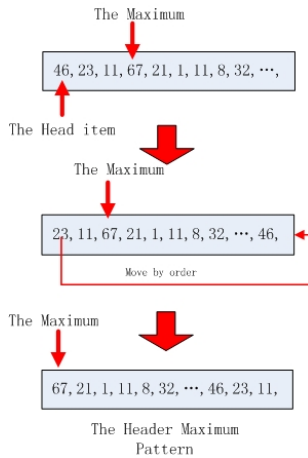 The Maximum
46, 23, 11, 67, 21, 1, 11, 8, 32, ···,
The Head item
The Maximum
23, 11, 67, 21, 1, 11, 8, 32, ···, 46,
Move by order
The Maximum
67, 21, 1, 11, 8, 32, ···, 46, 23, 11,
The Header Maximum
Pattern